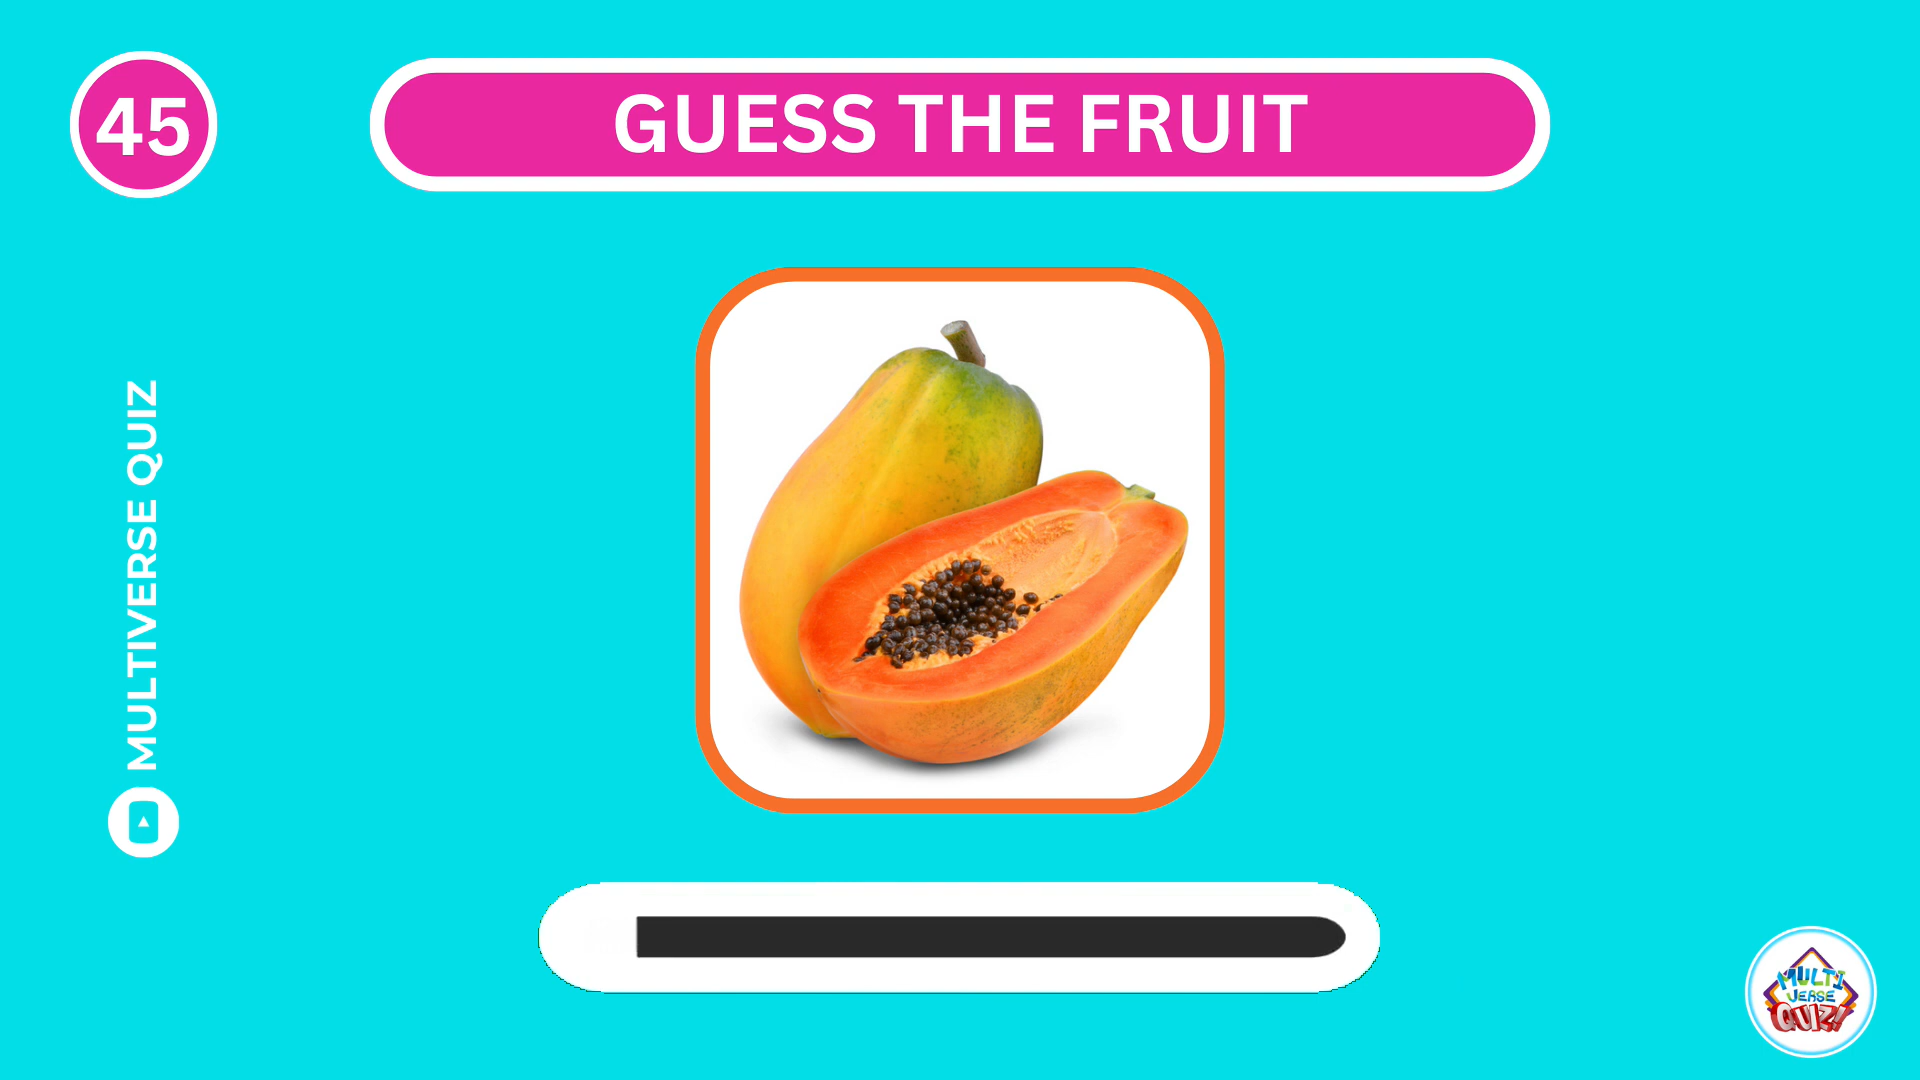 45
GUESS THE FRUIT
MULTIVERSE QUIZ
MULTI
VERSE
QUIZ!